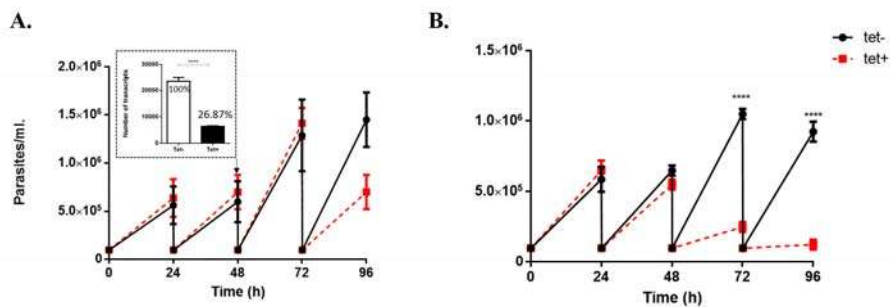 A.
B.
tet-
tet+
****
Number of transcripts
30000
20000
10000
0
100%
26.87%
Tet-
Tet+
Parasites/ml.
2.0×10⁶
1.5×10⁶
1.0×10⁶
5.0×10⁵
0
0 24 48 72 96
Time (h)
1.5×10⁶
1.0×10⁶
5.0×10⁵
0
**** ****
0 24 48 72 96
Time (h)